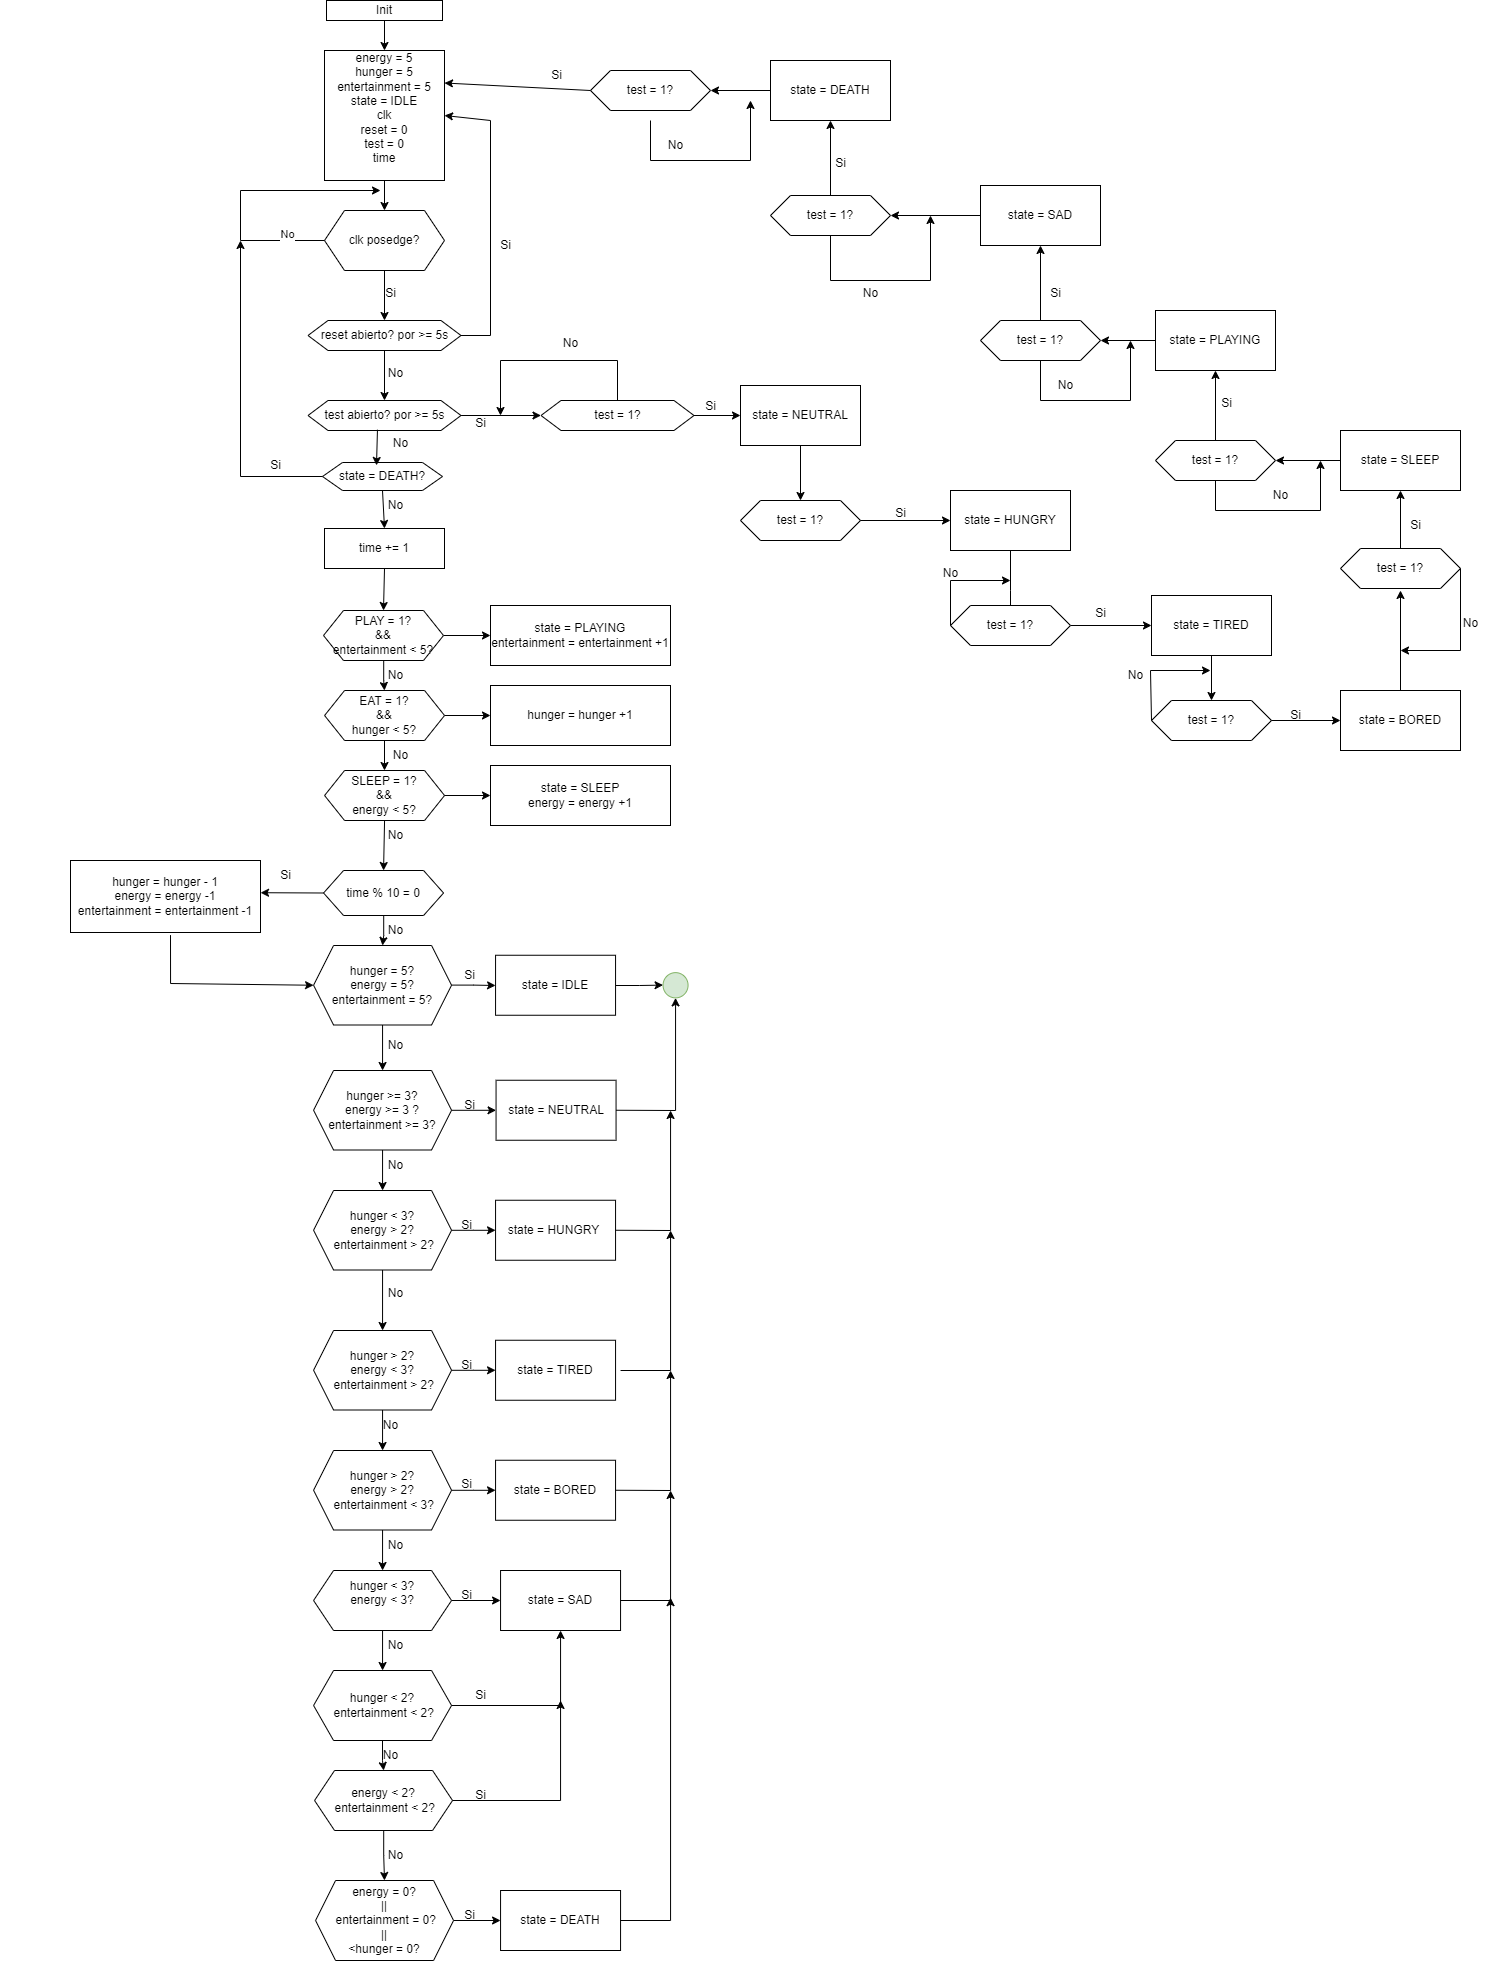 Init
energy = 5
hunger = 5
entertainment = 5
state = IDLE
clk
reset = 0
test = 0
time
Si
test = 1?
state = DEATH
No
Si
test = 1?
state = SAD
No
clk posedge?
No
Si
Si
Si
test = 1?
state = PLAYING
No
reset abierto? por >= 5s
No
No
test abierto? por >= 5s
Si
test = 1?
Si
state = NEUTRAL
Si
test = 1?
state = SLEEP
No
No
state = DEATH?
Si
No
test = 1?
Si
state = HUNGRY
Si
time += 1
No
test = 1?
Si
state = TIRED
test = 1?
No
No
test = 1?
Si
state = BORED
PLAY = 1?
&&
entertainment < 5?
state = PLAYING
entertainment = entertainment +1
No
EAT = 1?
&&
hunger < 5?
hunger = hunger +1
No
SLEEP = 1?
&&
energy < 5?
state = SLEEP
energy = energy +1
No
hunger = hunger - 1
energy = energy -1
entertainment = entertainment -1
Si
time % 10 = 0
No
hunger = 5?
energy = 5?
entertainment = 5?
Si
state = IDLE
No
hunger >= 3?
energy >= 3 ?
entertainment >= 3?
Si
state = NEUTRAL
No
hunger < 3?
energy > 2?
entertainment > 2?
Si
state = HUNGRY
No
hunger > 2?
energy < 3?
entertainment > 2?
Si
state = TIRED
No
hunger > 2?
energy > 2?
entertainment < 3?
Si
state = BORED
No
hunger < 3?
energy < 3?
Si
state = SAD
No
hunger < 2?
entertainment < 2?
Si
No
energy < 2?
entertainment < 2?
Si
No
energy = 0?
||
entertainment = 0?
||
<hunger = 0?
Si
state = DEATH